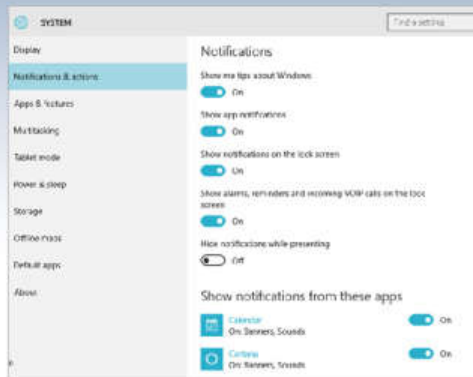 SYSTEM
Find a setting
Display
Notifications & actions
Apps & features
Multitasking
Tablet mode
Power & sleep
Storage
Offline maps
Default apps
About
Notifications
Show me tips about Windows
On
Show app notifications
On
Show notifications on the lock screen
On
Show alarms, reminders and incoming VOIP calls on the lock
screen
On
Hide notifications while presenting
Off
Show notifications from these apps
Calendar
On
On: Banners, Sounds
Cortana
On
On: Banners, Sounds